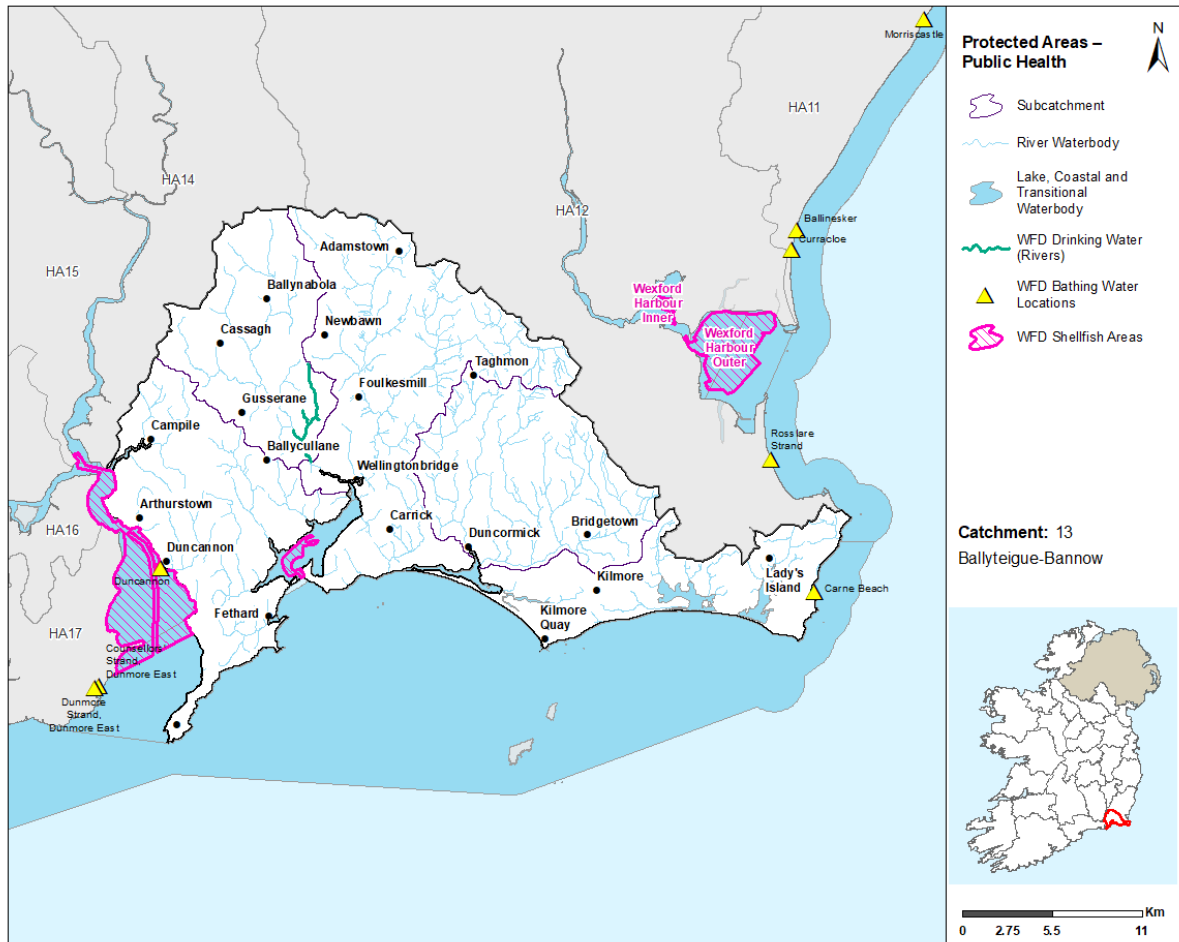 Morriscastle
HA11
HA14
HA12
Ballinesker
Curracloe
Adamstown
HA15
Ballynabola
Wexford
Harbour
Inner
Newbawn
Cassagh
Wexford
Harbour
Outer
Taghmon
Foulkesmill
Gusserane
Campile
Rosslare
Strand
Ballycullane
Wellingtonbridge
Arthurstown
HA16
Carrick
Duncormick
Bridgetown
Duncannon
Duncannon
Lady's
Island
Kilmore
Carne Beach
Fethard
Kilmore
Quay
HA17
Counsellors'
Strand,
Dunmore East
Dunmore
Strand,
Dunmore East
Protected Areas –
Public Health
N
Subcatchment
River Waterbody
Lake, Coastal and
Transitional
Waterbody
WFD Drinking Water
(Rivers)
WFD Bathing Water
Locations
WFD Shellfish Areas
Catchment: 13
Ballyteigue-Bannow
Km
0 2.75 5.5 11